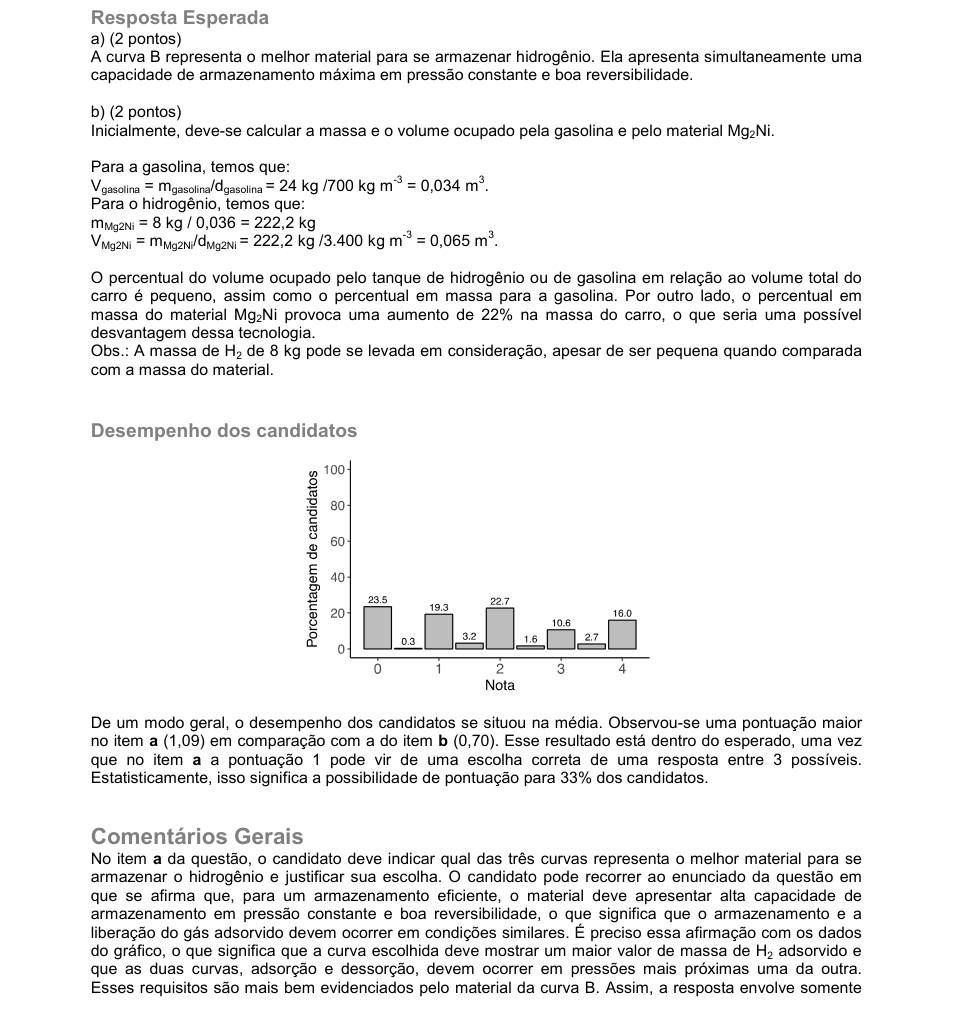 Resposta Esperada
a) (2 pontos)
A curva B representa o melhor material para se armazenar hidrogênio. Ela apresenta simultaneamente uma
capacidade de armazenamento máxima em pressão constante e boa reversibilidade.
b) (2 pontos)
Inicialmente, deve-se calcular a massa e o volume ocupado pela gasolina e pelo material Mg₂Ni.
Para a gasolina, temos que:
Vgasolina = mgasolina/dgasolina = 24 kg /700 kg m⁻³ = 0,034 m³.
Para o hidrogênio, temos que:
mMg2Ni = 8 kg / 0,036 = 222,2 kg
VMg2Ni = mMg2Ni/dMg2Ni = 222,2 kg /3.400 kg m⁻³ = 0,065 m³.
O percentual do volume ocupado pelo tanque de hidrogênio ou de gasolina em relação ao volume total do
carro é pequeno, assim como o percentual em massa para a gasolina. Por outro lado, o percentual em
massa do material Mg₂Ni provoca uma aumento de 22% na massa do carro, o que seria uma possível
desvantagem dessa tecnologia.
Obs.: A massa de H₂ de 8 kg pode se levada em consideração, apesar de ser pequena quando comparada
com a massa do material.
Desempenho dos candidatos
Porcentagem de candidatos
100
80
60
40
20
0
23.5
0.3
19.3
3.2
22.7
1.6
10.6
2.7
16.0
0 1 2 3 4
Nota
De um modo geral, o desempenho dos candidatos se situou na média. Observou-se uma pontuação maior
no item a (1,09) em comparação com a do item b (0,70). Esse resultado está dentro do esperado, uma vez
que no item a a pontuação 1 pode vir de uma escolha correta de uma resposta entre 3 possíveis.
Estatisticamente, isso significa a possibilidade de pontuação para 33% dos candidatos.
Comentários Gerais
No item a da questão, o candidato deve indicar qual das três curvas representa o melhor material para se
armazenar o hidrogênio e justificar sua escolha. O candidato pode recorrer ao enunciado da questão em
que se afirma que, para um armazenamento eficiente, o material deve apresentar alta capacidade de
armazenamento em pressão constante e boa reversibilidade, o que significa que o armazenamento e a
liberação do gás adsorvido devem ocorrer em condições similares. É preciso essa afirmação com os dados
do gráfico, o que significa que a curva escolhida deve mostrar um maior valor de massa de H₂ adsorvido e
que as duas curvas, adsorção e dessorção, devem ocorrer em pressões mais próximas uma da outra.
Esses requisitos são mais bem evidenciados pelo material da curva B. Assim, a resposta envolve somente